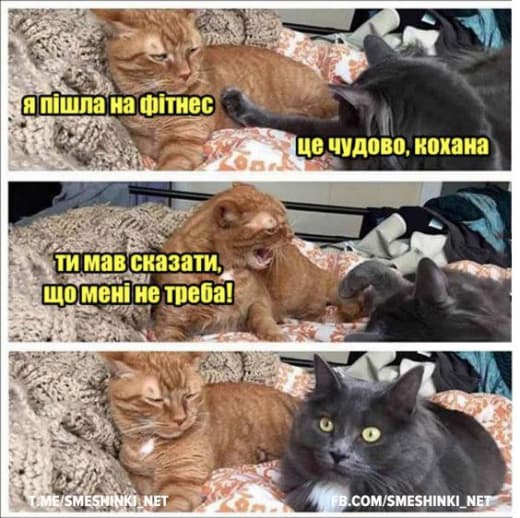 я пішла на фітнес
це чудово, кохана
ти мав сказати,
що мені не треба!
T.ME/SMESHINKI_NET
FB.COM/SMESHINKI_NET